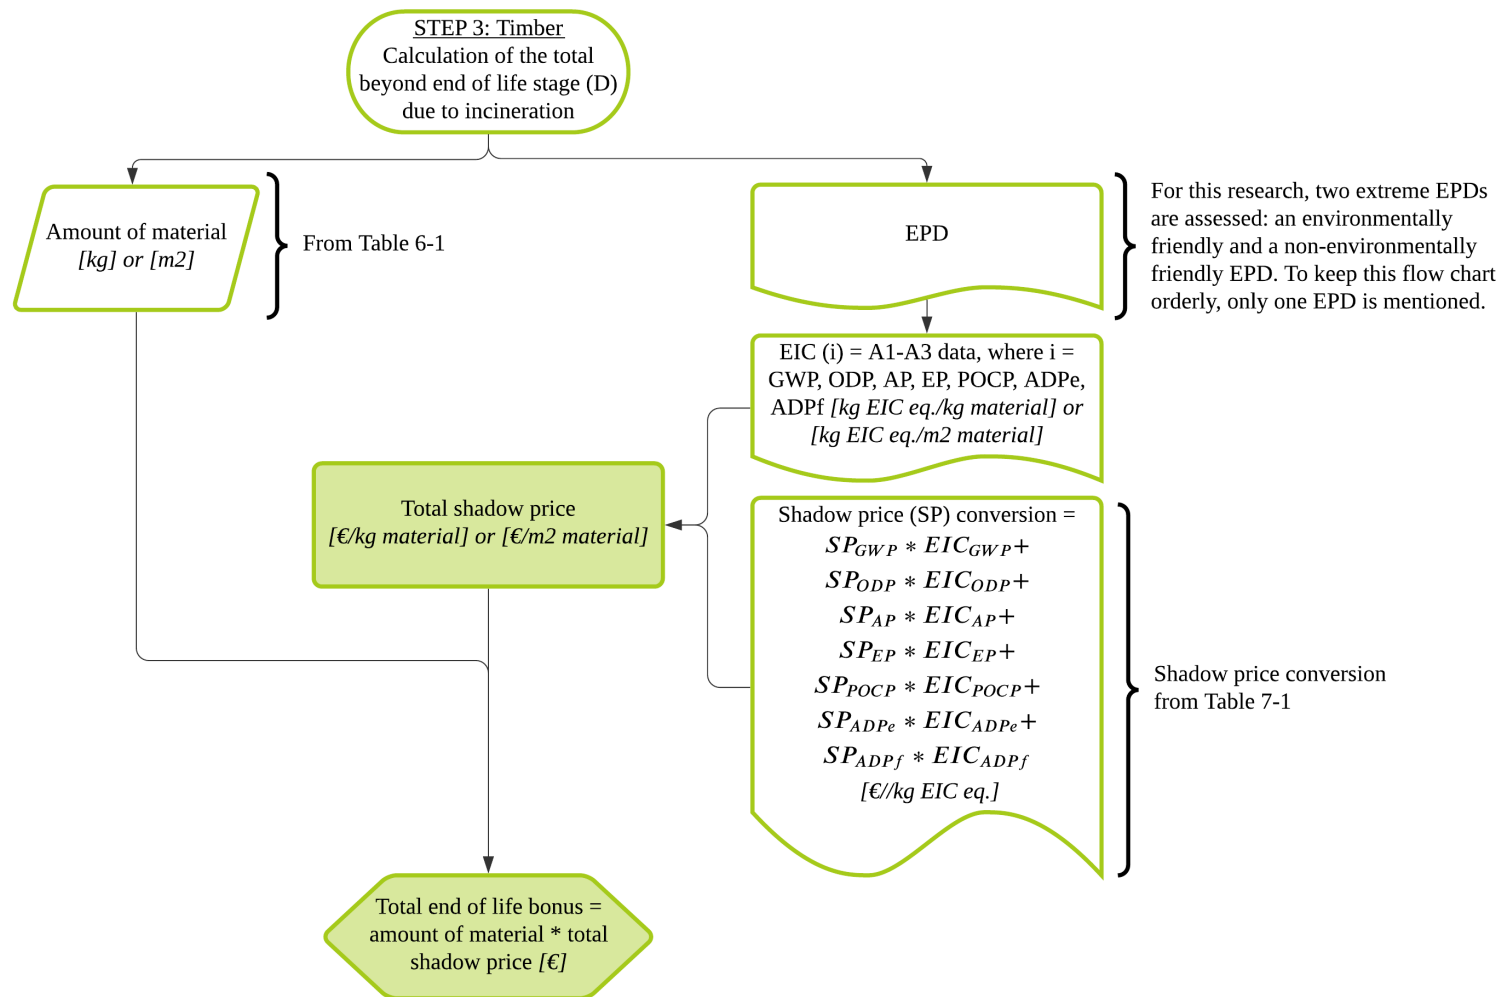 STEP 3: Timber
Calculation of the total
beyond end of life stage (D)
due to incineration
Amount of material
[kg] or [m2]
From Table 6-1
EPD
For this research, two extreme EPDs
are assessed: an environmentally
friendly and a non-environmentally
friendly EPD. To keep this flow chart
orderly, only one EPD is mentioned.
EIC (i) = A1-A3 data, where i =
GWP, ODP, AP, EP, POCP, ADPe,
ADPf [kg EIC eq./kg material] or
[kg EIC eq./m2 material]
Total shadow price
[€/kg material] or [€/m2 material]
Shadow price (SP) conversion =
SP_GWP * EIC_GWP+
SP_ODP * EIC_ODP+
SP_AP * EIC_AP+
SP_EP * EIC_EP+
SP_POCP * EIC_POCP+
SP_ADPe * EIC_ADPe+
SP_ADPf * EIC_ADPf
[€//kg EIC eq.]
Shadow price conversion
from Table 7-1
Total end of life bonus =
amount of material * total
shadow price [€]